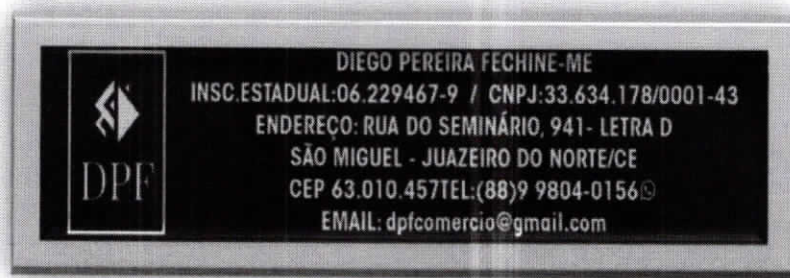 DIEGO PEREIRA FECHINE-ME
INSC.ESTADUAL:06.229467-9 / CNPJ:33.634.178/0001-43
ENDEREÇO: RUA DO SEMINÁRIO, 941- LETRA D
SÃO MIGUEL - JUAZEIRO DO NORTE/CE
CEP 63.010.457TEL:(88)9 9804-0156
EMAIL: dpfcomercio@gmail.com
DPF